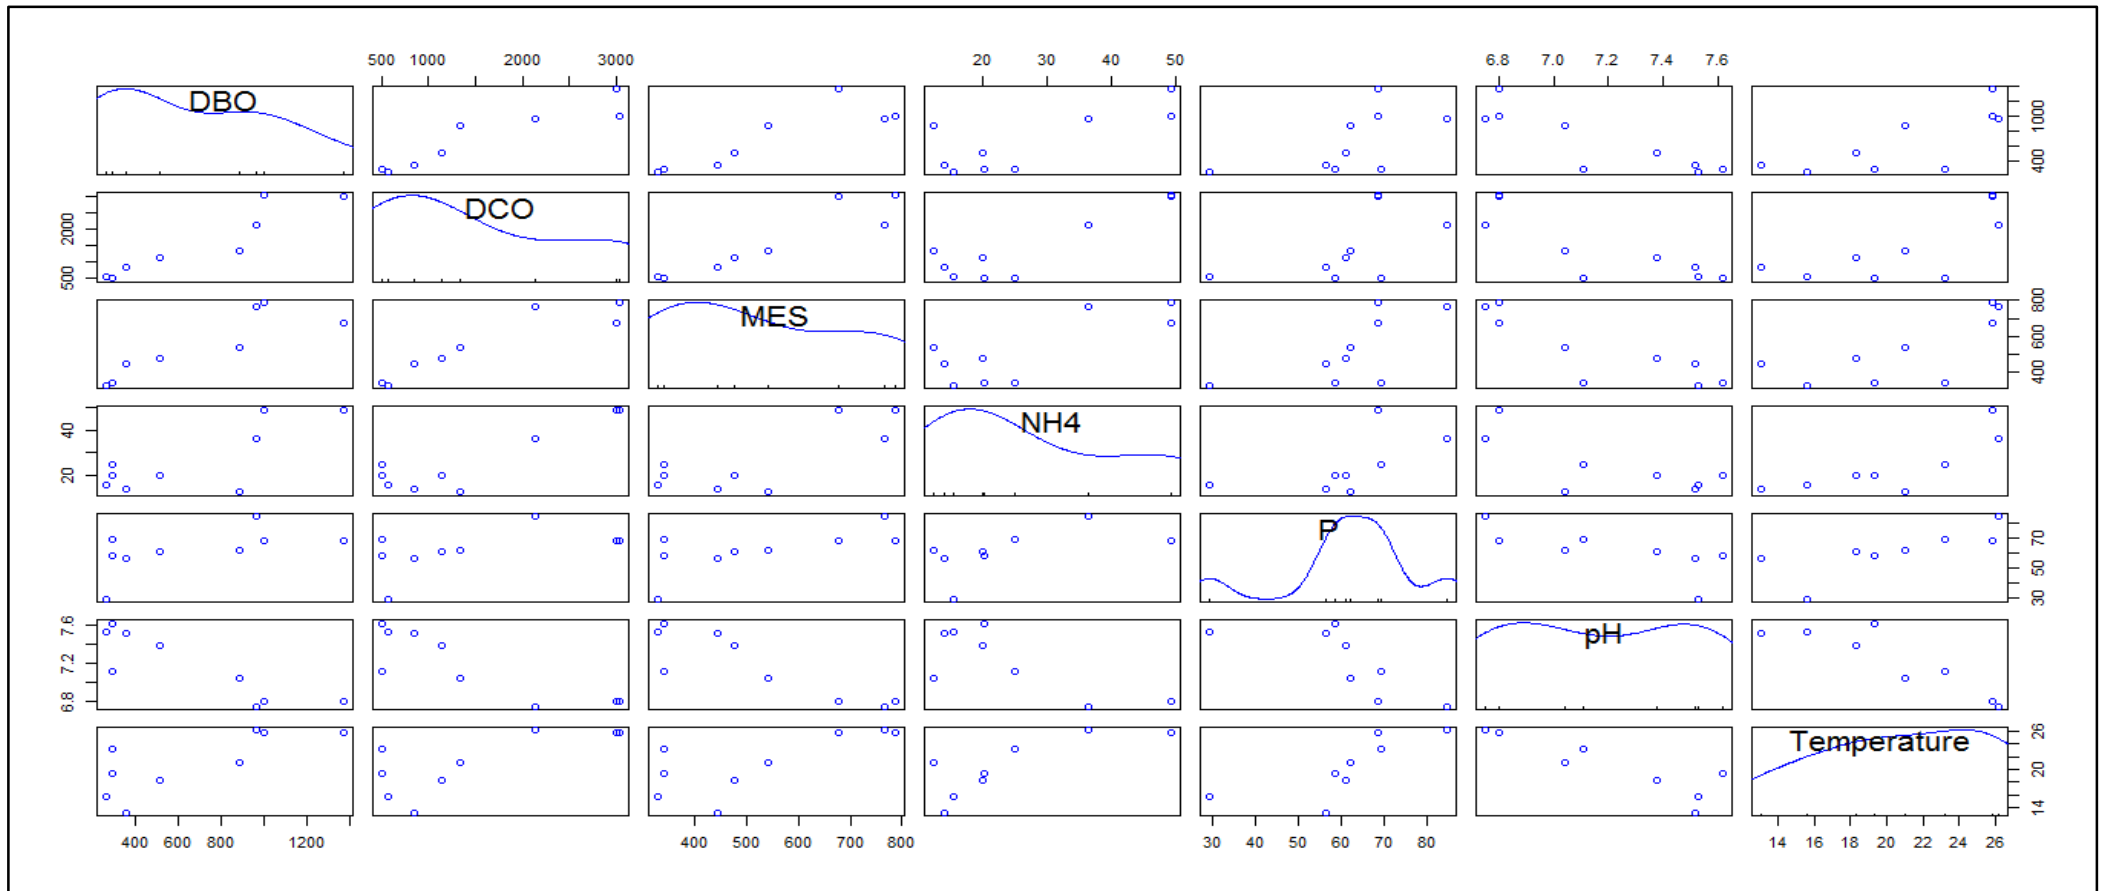 500 1000 2000 3000 20 30 40 50 6.8 7.0 7.2 7.4 7.6
DBO 400 1000
500 2000 DCO
MES 400 600 800
20 40 NH4
P 30 50 70
6.8 7.2 7.6 pH
Temperature 14 20 26
400 600 800 1200 400 500 600 700 800 30 40 50 60 70 80 14 16 18 20 22 24 26